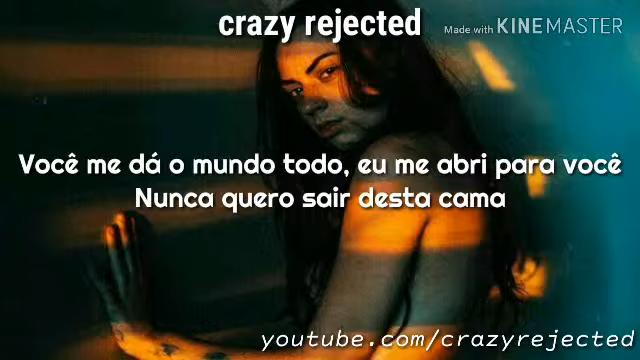 crazy rejected
Made with KINEMASTER
Você me dá o mundo todo, eu me abri para você
Nunca quero sair desta cama
youtube.com/crazyrejected